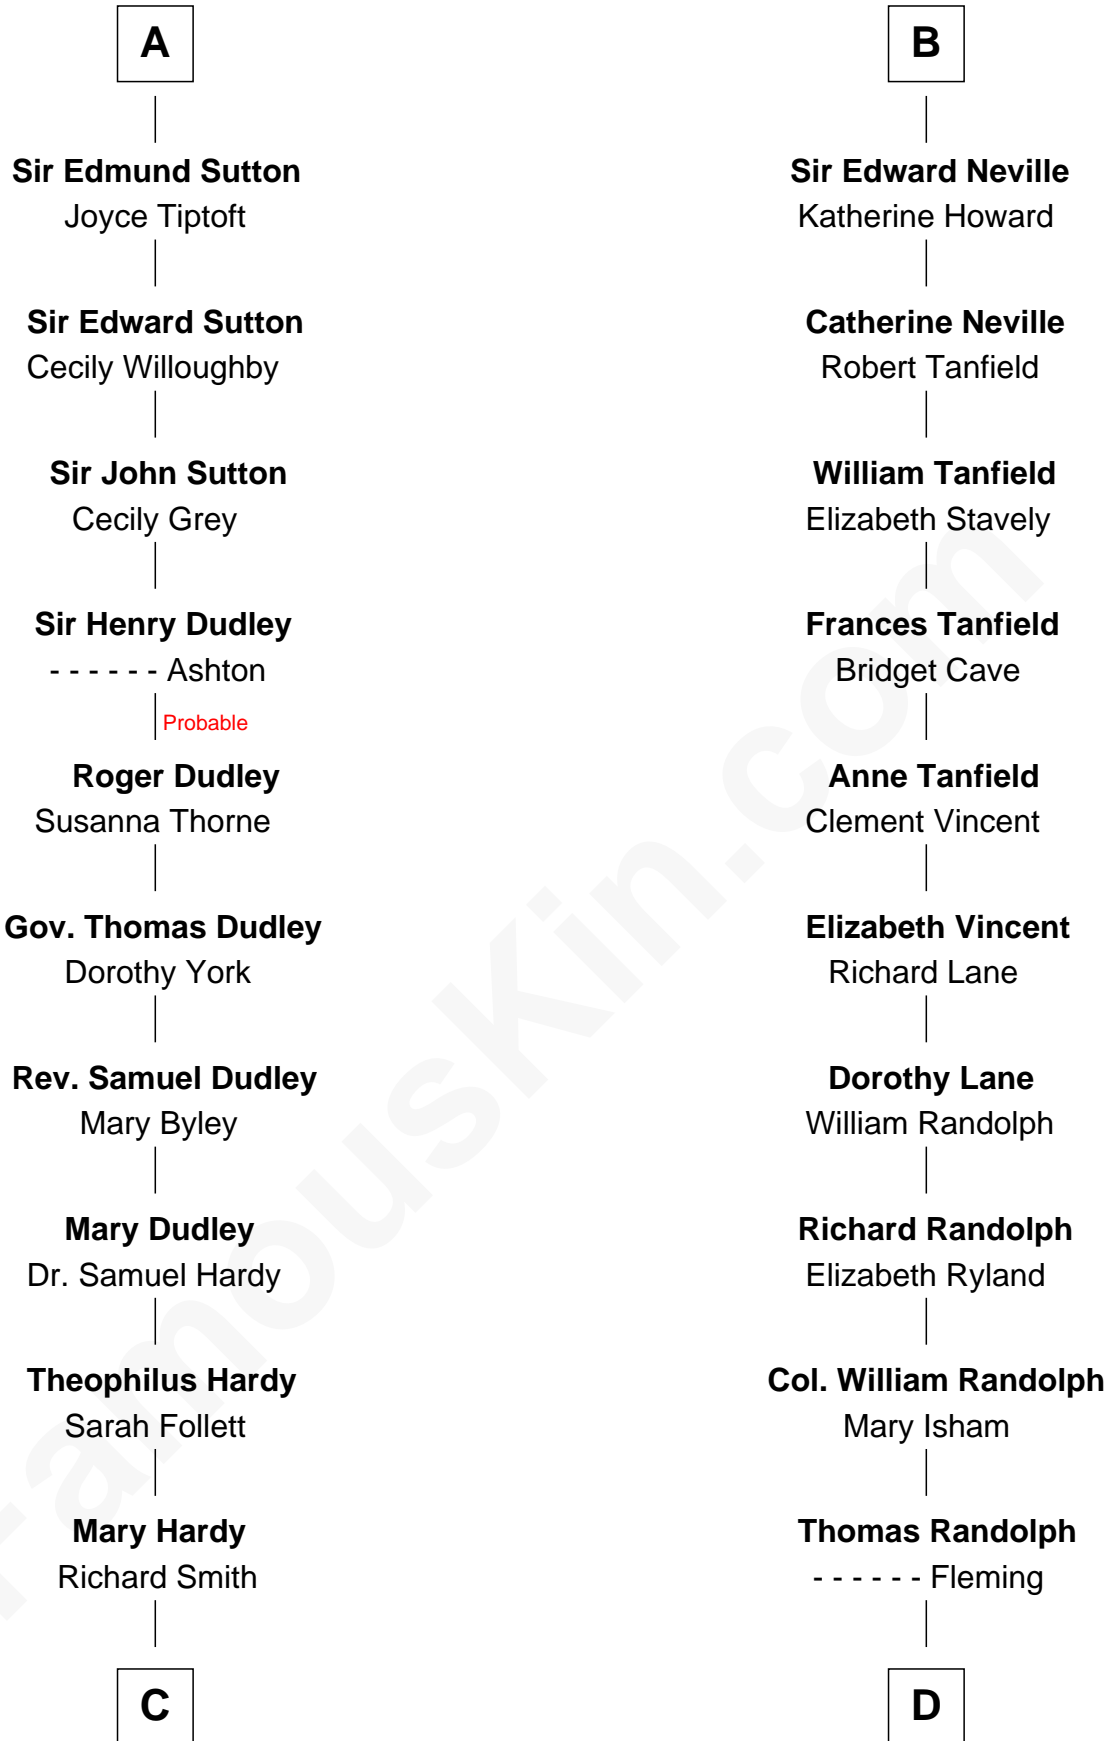 A
Sir Edmund Sutton
Joyce Tiptoft
Sir Edward Sutton
Cecily Willoughby
Sir John Sutton
Cecily Grey
Sir Henry Dudley
- - - - - - Ashton
Probable
Roger Dudley
Susanna Thorne
Gov. Thomas Dudley
Dorothy York
Rev. Samuel Dudley
Mary Byley
Mary Dudley
Dr. Samuel Hardy
Theophilus Hardy
Sarah Follett
Mary Hardy
Richard Smith
C
B
Sir Edward Neville
Katherine Howard
Catherine Neville
Robert Tanfield
William Tanfield
Elizabeth Stavely
Frances Tanfield
Bridget Cave
Anne Tanfield
Clement Vincent
Elizabeth Vincent
Richard Lane
Dorothy Lane
William Randolph
Richard Randolph
Elizabeth Ryland
Col. William Randolph
Mary Isham
Thomas Randolph
- - - - - - Fleming
D
FamousKin.com